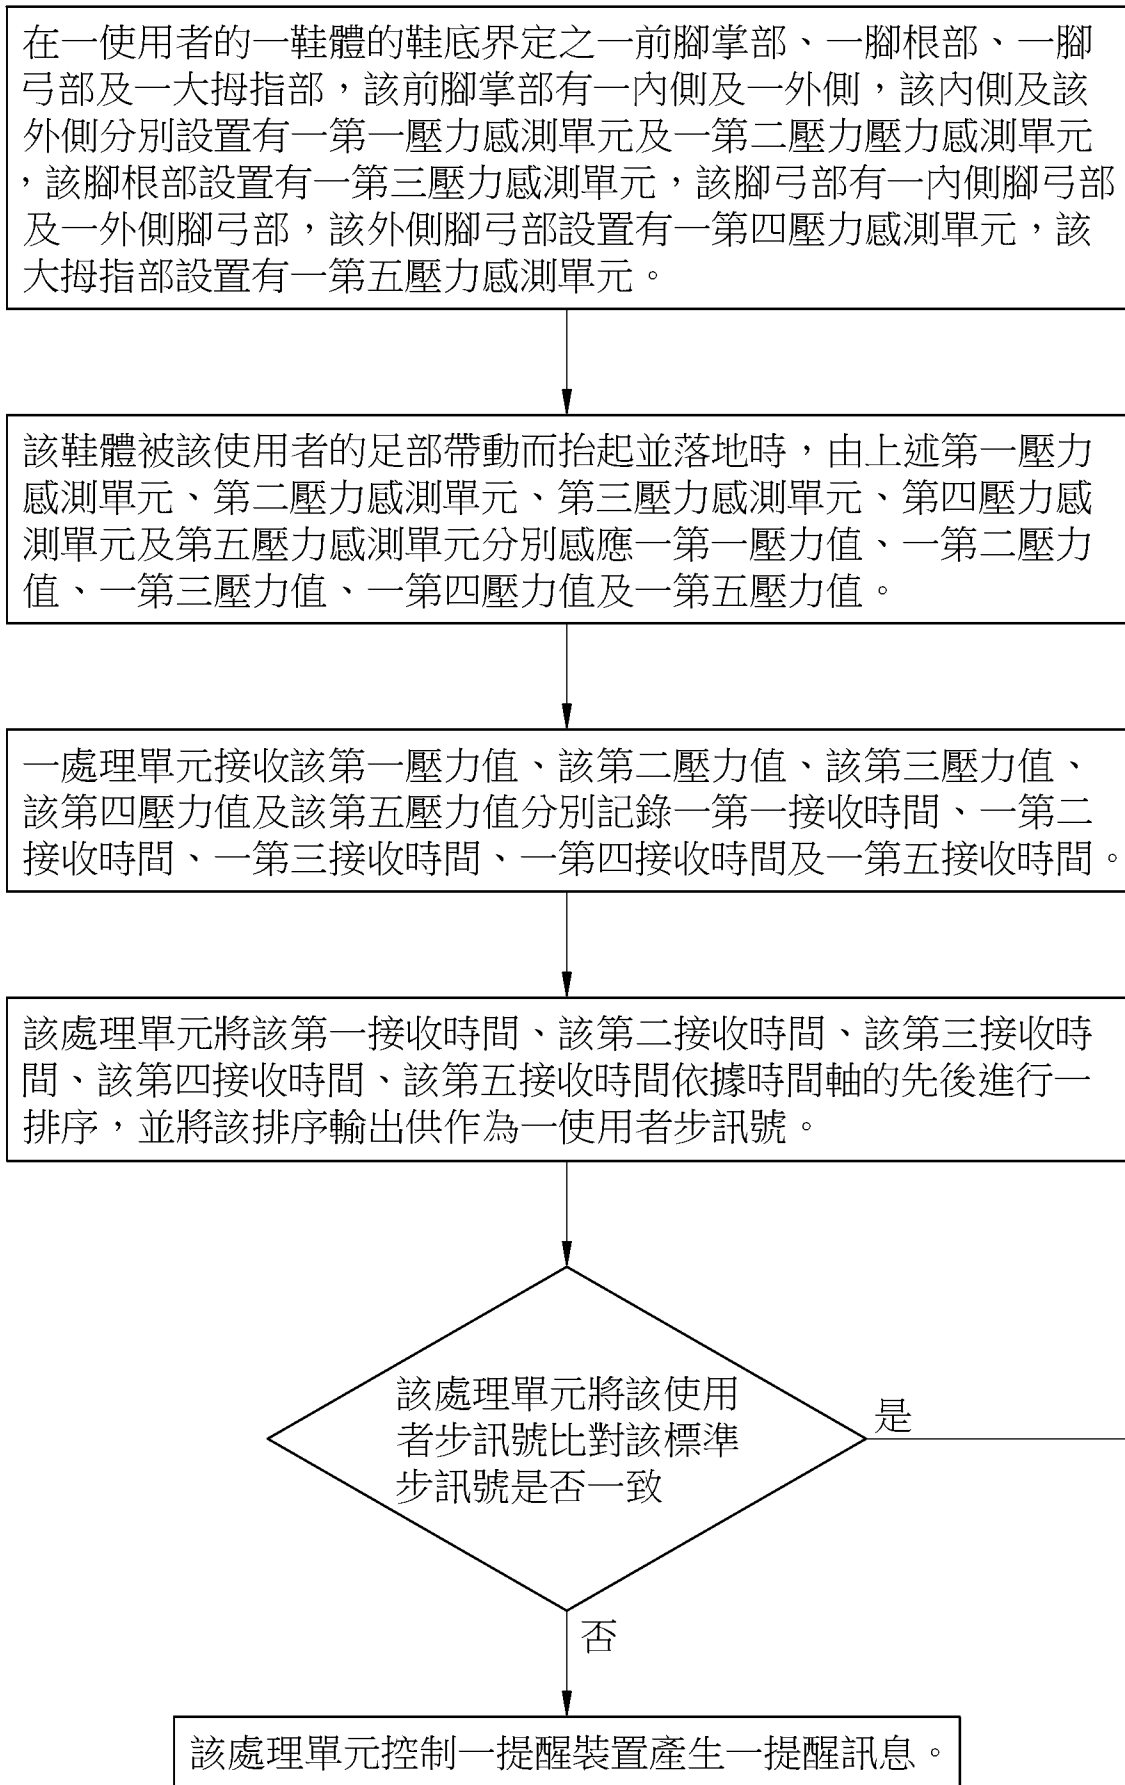 在一使用者的一鞋體的鞋底界定之一前腳掌部、一腳根部、一腳
弓部及一大拇指部，該前腳掌部有一內側及一外側，該內側及該
外側分別設置有一第一壓力感測單元及一第二壓力壓力感測單元
，該腳根部設置有一第三壓力感測單元，該腳弓部有一內側腳弓部
及一外側腳弓部，該外側腳弓部設置有一第四壓力感測單元，該
大拇指部設置有一第五壓力感測單元。
該鞋體被該使用者的足部帶動而抬起並落地時，由上述第一壓力
感測單元、第二壓力感測單元、第三壓力感測單元、第四壓力感
測單元及第五壓力感測單元分別感應一第一壓力值、一第二壓力
值、一第三壓力值、一第四壓力值及一第五壓力值。
一處理單元接收該第一壓力值、該第二壓力值、該第三壓力值、
該第四壓力值及該第五壓力值分別記錄一第一接收時間、一第二
接收時間、一第三接收時間、一第四接收時間及一第五接收時間。
該處理單元將該第一接收時間、該第二接收時間、該第三接收時
間、該第四接收時間、該第五接收時間依據時間軸的先後進行一
排序，並將該排序輸出供作為一使用者步訊號。
該處理單元將該使用
者步訊號比對該標準
步訊號是否一致
是
否
該處理單元控制一提醒裝置產生一提醒訊息。